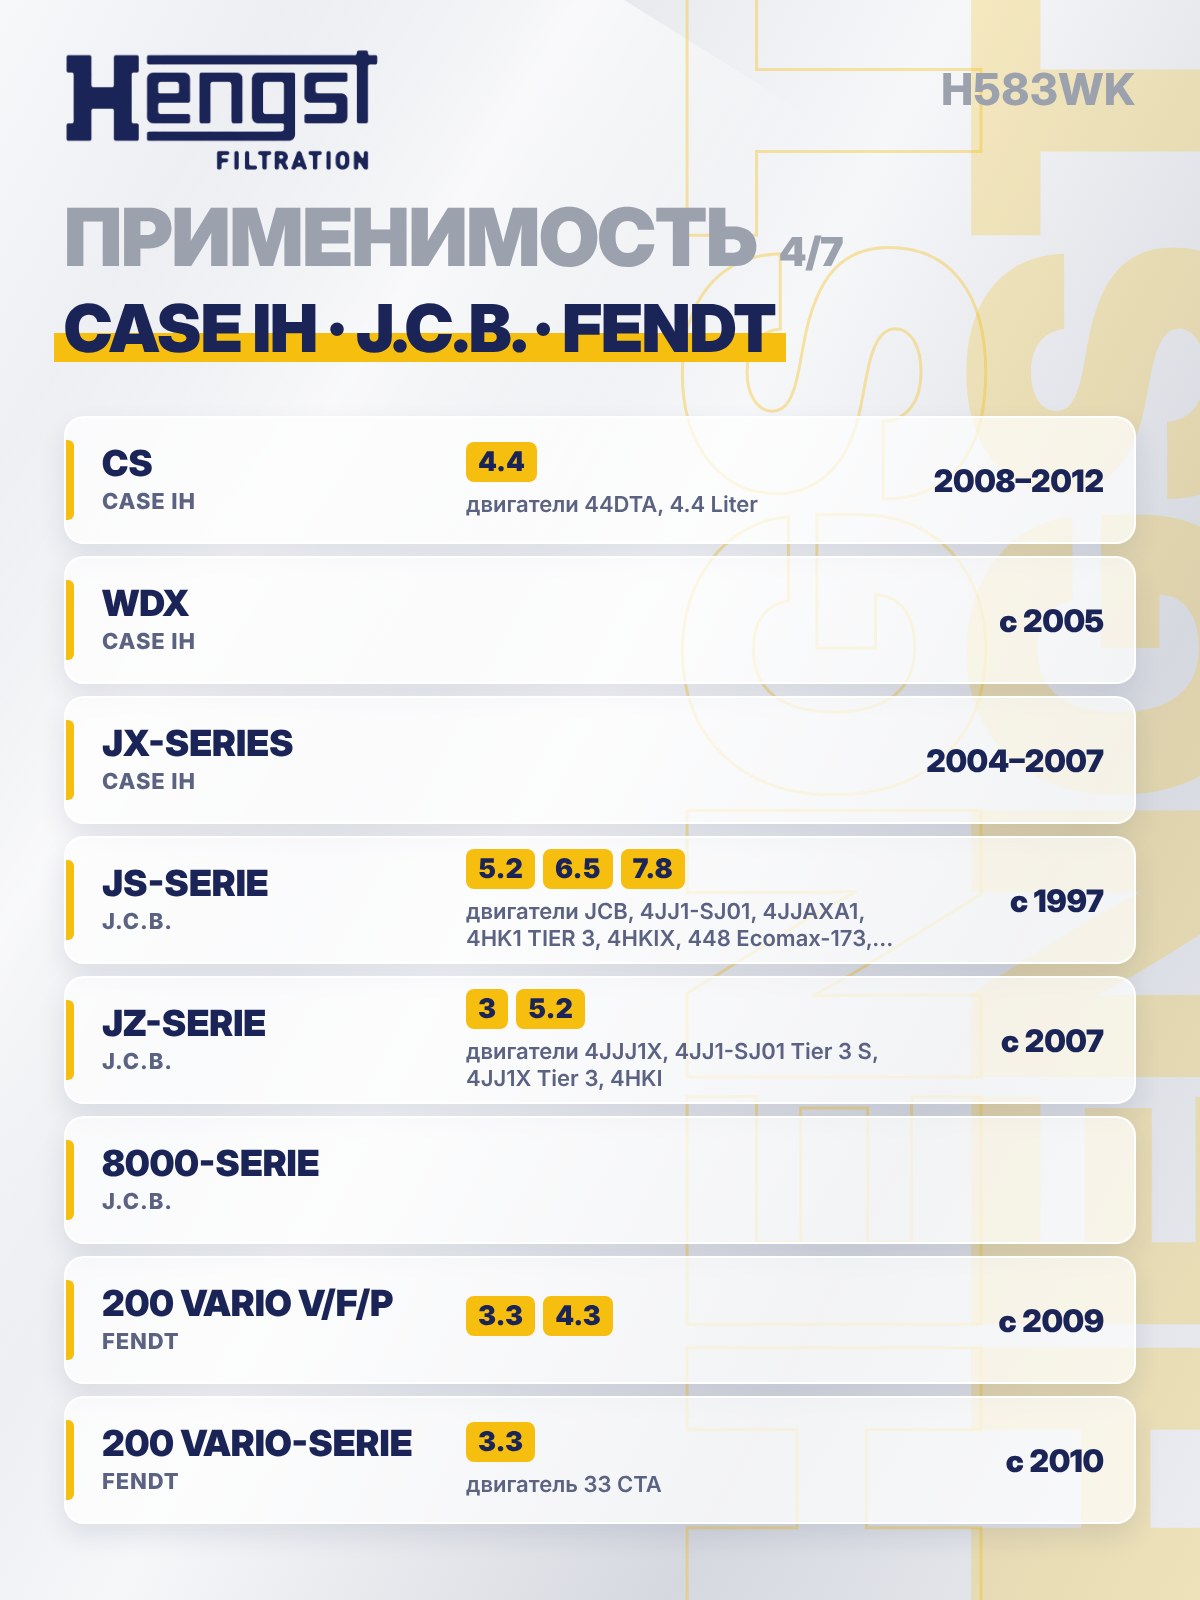 Hengst
FILTRATION
H583WK
ПРИМЕНИМОСТЬ 4/7
CASE IH · J.C.B. · FENDT
CS
CASE IH
4.4
двигатели 44DTA, 4.4 Liter
2008–2012
WDX
CASE IH
с 2005
JX-SERIES
CASE IH
2004–2007
JS-SERIE
J.C.B.
5.2 6.5 7.8
двигатели JCB, 4JJ1-SJ01, 4JJAXA1,
4HK1 TIER 3, 4HKIX, 448 Ecomax-173,...
с 1997
JZ-SERIE
J.C.B.
3 5.2
двигатели 4JJJ1X, 4JJ1-SJ01 Tier 3 S,
4JJ1X Tier 3, 4HKI
с 2007
8000-SERIE
J.C.B.
200 VARIO V/F/P
FENDT
3.3 4.3
с 2009
200 VARIO-SERIE
FENDT
3.3
двигатель 33 CTA
с 2010
HENGST